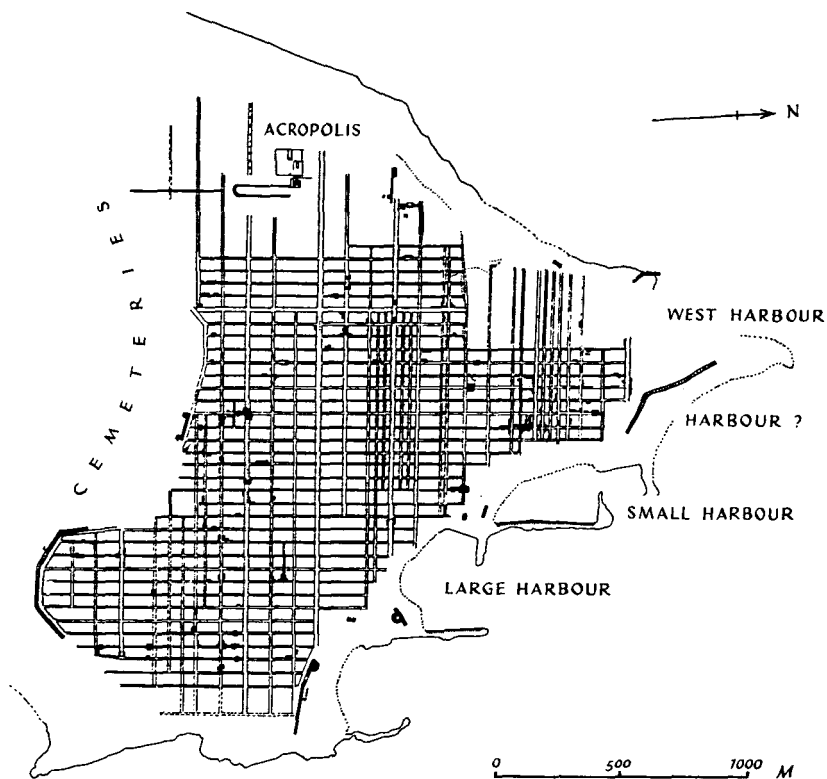 ACROPOLIS
N
CEMETERIES
WEST HARBOUR
HARBOUR ?
SMALL HARBOUR
LARGE HARBOUR
0 500 1000 M